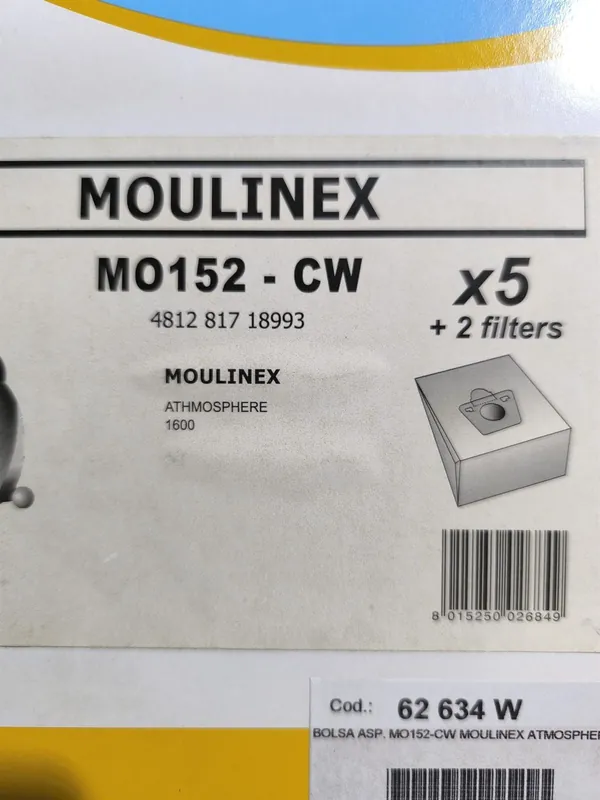 MOULINEX
MO152 - CW
x5
4812 817 18993
+ 2 filters
MOULINEX
ATHMOSPHERE
1600
8 015250 026849
Cod.: 62 634 W
BOLSA ASP. MO152-CW MOULINEX ATMOSPHE